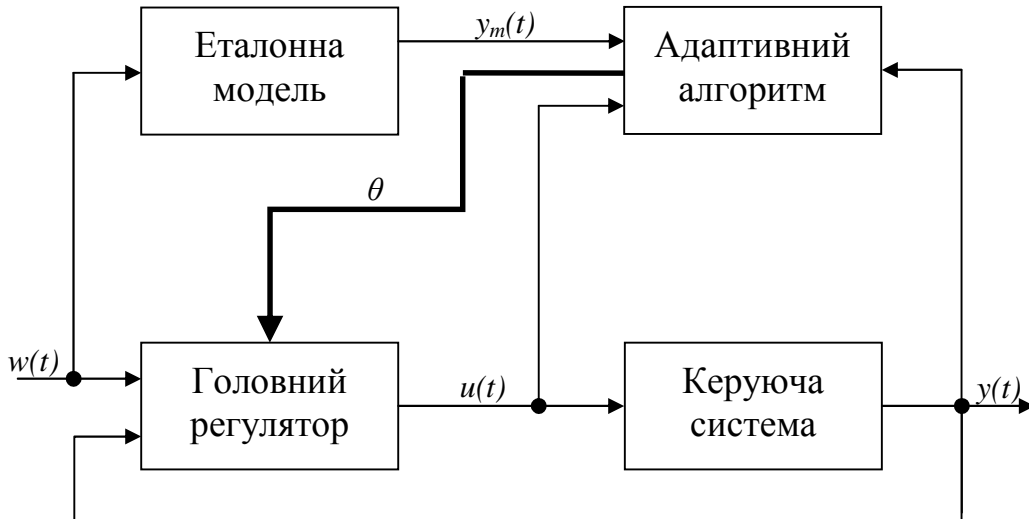 Еталонна
модель
y_m(t)
Адаптивний
алгоритм
θ
w(t)
Головний
регулятор
u(t)
Керуюча
система
y(t)